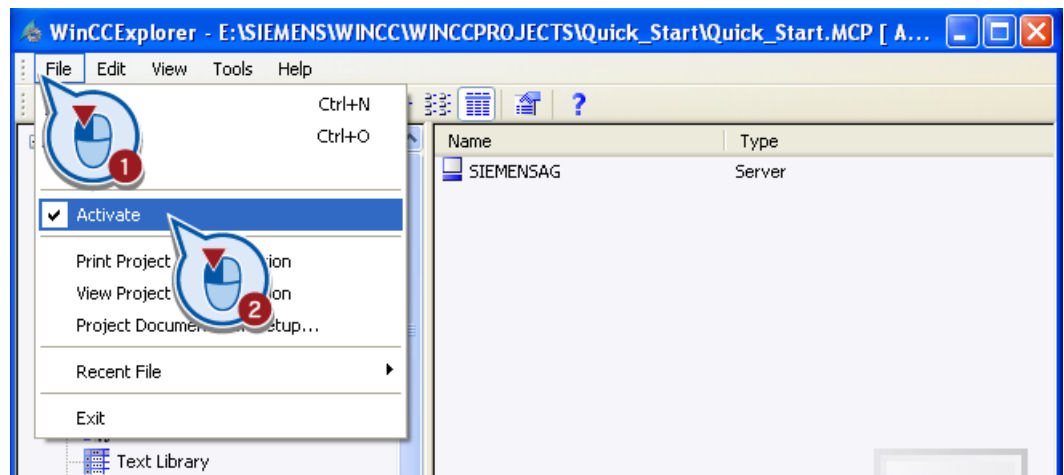 WinCCExplorer - E:\SIEMENS\WINCC\WINCCPROJECTS\Quick_Start\Quick_Start.MCP [ A...
File Edit View Tools Help
Ctrl+N
Ctrl+O
1
Name Type
SIEMENSAG Server
Activate
Print Project ion
View Project on
2
Project Docume etup...
Recent File
Exit
Text Library